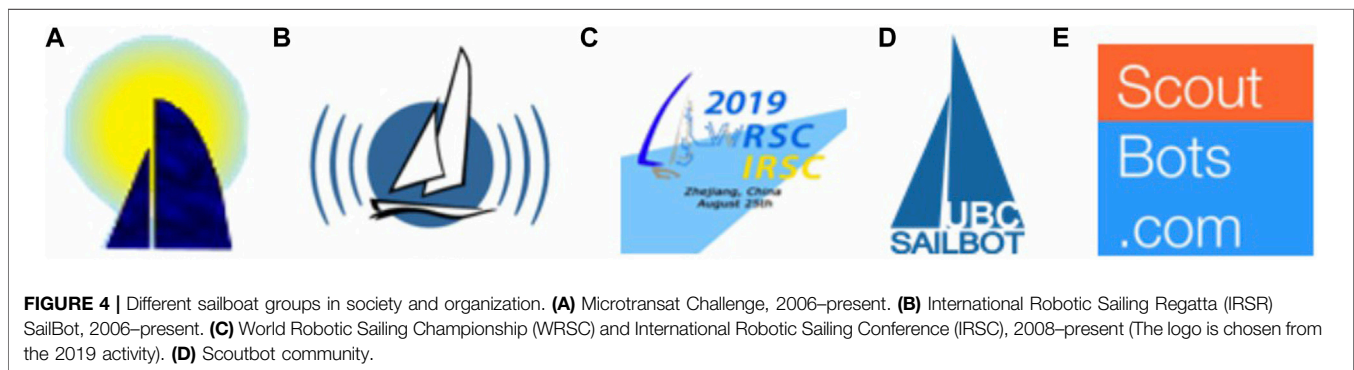 A
B
C
D
E
2019
WRSC
IRSC
Zhejiang, China
August 25th
UBC
SAILBOT
Scout
Bots
.com
FIGURE 4 | Different sailboat groups in society and organization. (A) Microtransat Challenge, 2006–present. (B) International Robotic Sailing Regatta (IRSR)
SailBot, 2006–present. (C) World Robotic Sailing Championship (WRSC) and International Robotic Sailing Conference (IRSC), 2008–present (The logo is chosen from
the 2019 activity). (D) Scoutbot community.